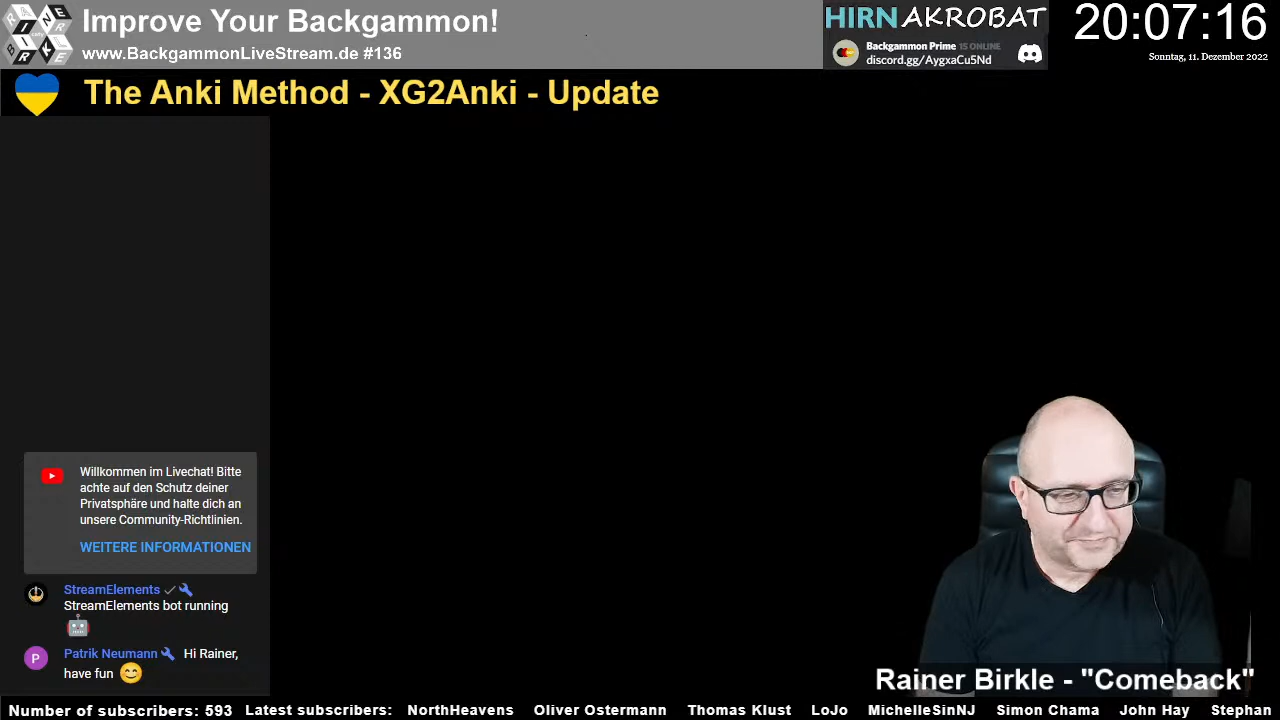 Improve Your Backgammon!
www.BackgammonLiveStream.de #136
HIRNAKROBAT
Backgammon Prime 15 ONLINE
discord.gg/AygxaCu5Nd
20:07:16
Sonntag, 11. Dezember 2022
The Anki Method - XG2Anki - Update
Willkommen im Livechat! Bitte
achte auf den Schutz deiner
Privatsphäre und halte dich an
unsere Community-Richtlinien.
WEITERE INFORMATIONEN
StreamElements
StreamElements bot running
P
Patrik Neumann Hi Rainer,
have fun
Rainer Birkle - "Comeback"
Number of subscribers: 593 Latest subscribers: NorthHeavens Oliver Ostermann Thomas Klust LoJo MichelleSinNJ Simon Chama John Hay Stephan